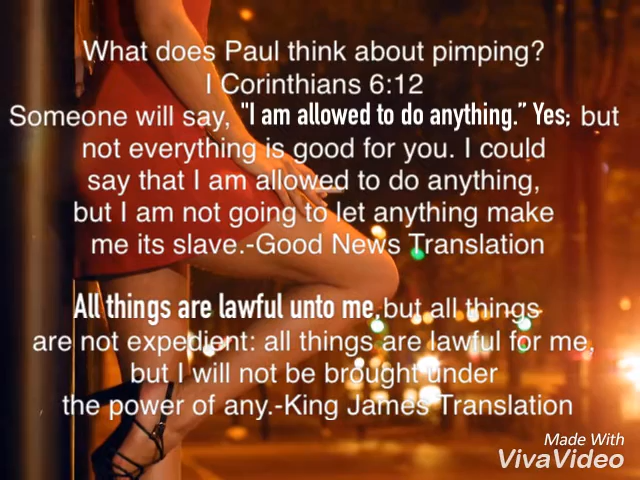 What does Paul think about pimping?
I Corinthians 6:12
Someone will say, "I am allowed to do anything.” Yes; but
not everything is good for you. I could
say that I am allowed to do anything,
but I am not going to let anything make
me its slave.-Good News Translation
All things are lawful unto me, but all things
are not expedient: all things are lawful for me,
but I will not be brought under
the power of any.-King James Translation
Made With
VivaVideo